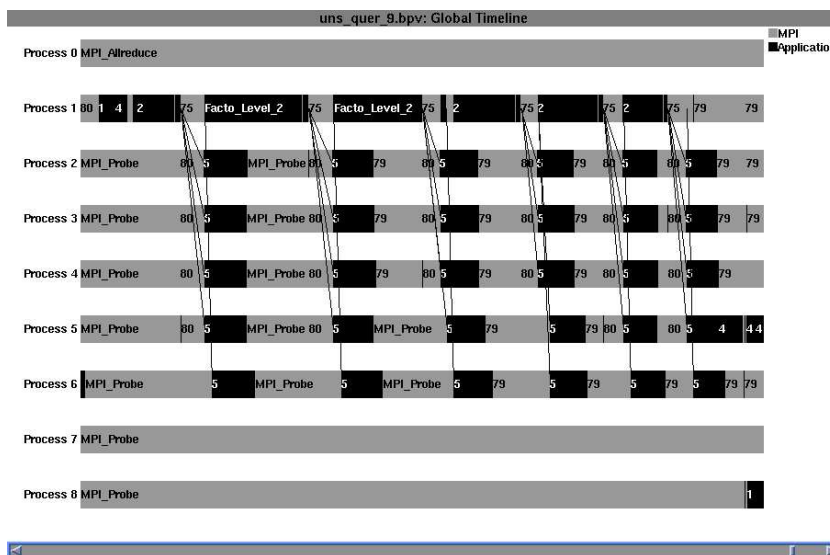 uns_quer_9.bpv: Global Timeline
MPI
Applicatio
Process 0 MPI_Allreduce
Process 1 80 1 4 2 75 Facto_Level_2 75 Facto_Level_2 75 2 75 2 75 2 75 79 79
Process 2 MPI_Probe 80 5 MPI_Probe 80 5 79 80 5 79 80 5 79 80 5 80 5 79 79
Process 3 MPI_Probe 80 5 MPI_Probe 80 5 79 80 5 79 80 5 79 80 5 80 5 79 79
Process 4 MPI_Probe 80 5 MPI_Probe 80 5 79 80 5 79 80 5 79 80 5 80 5 79
Process 5 MPI_Probe 80 5 MPI_Probe 80 5 MPI_Probe 5 79 5 79 80 5 80 5 4 4 4
Process 6 MPI_Probe 5 MPI_Probe 5 MPI_Probe 5 79 5 79 5 79 5 79 79
Process 7 MPI_Probe
Process 8 MPI_Probe 1